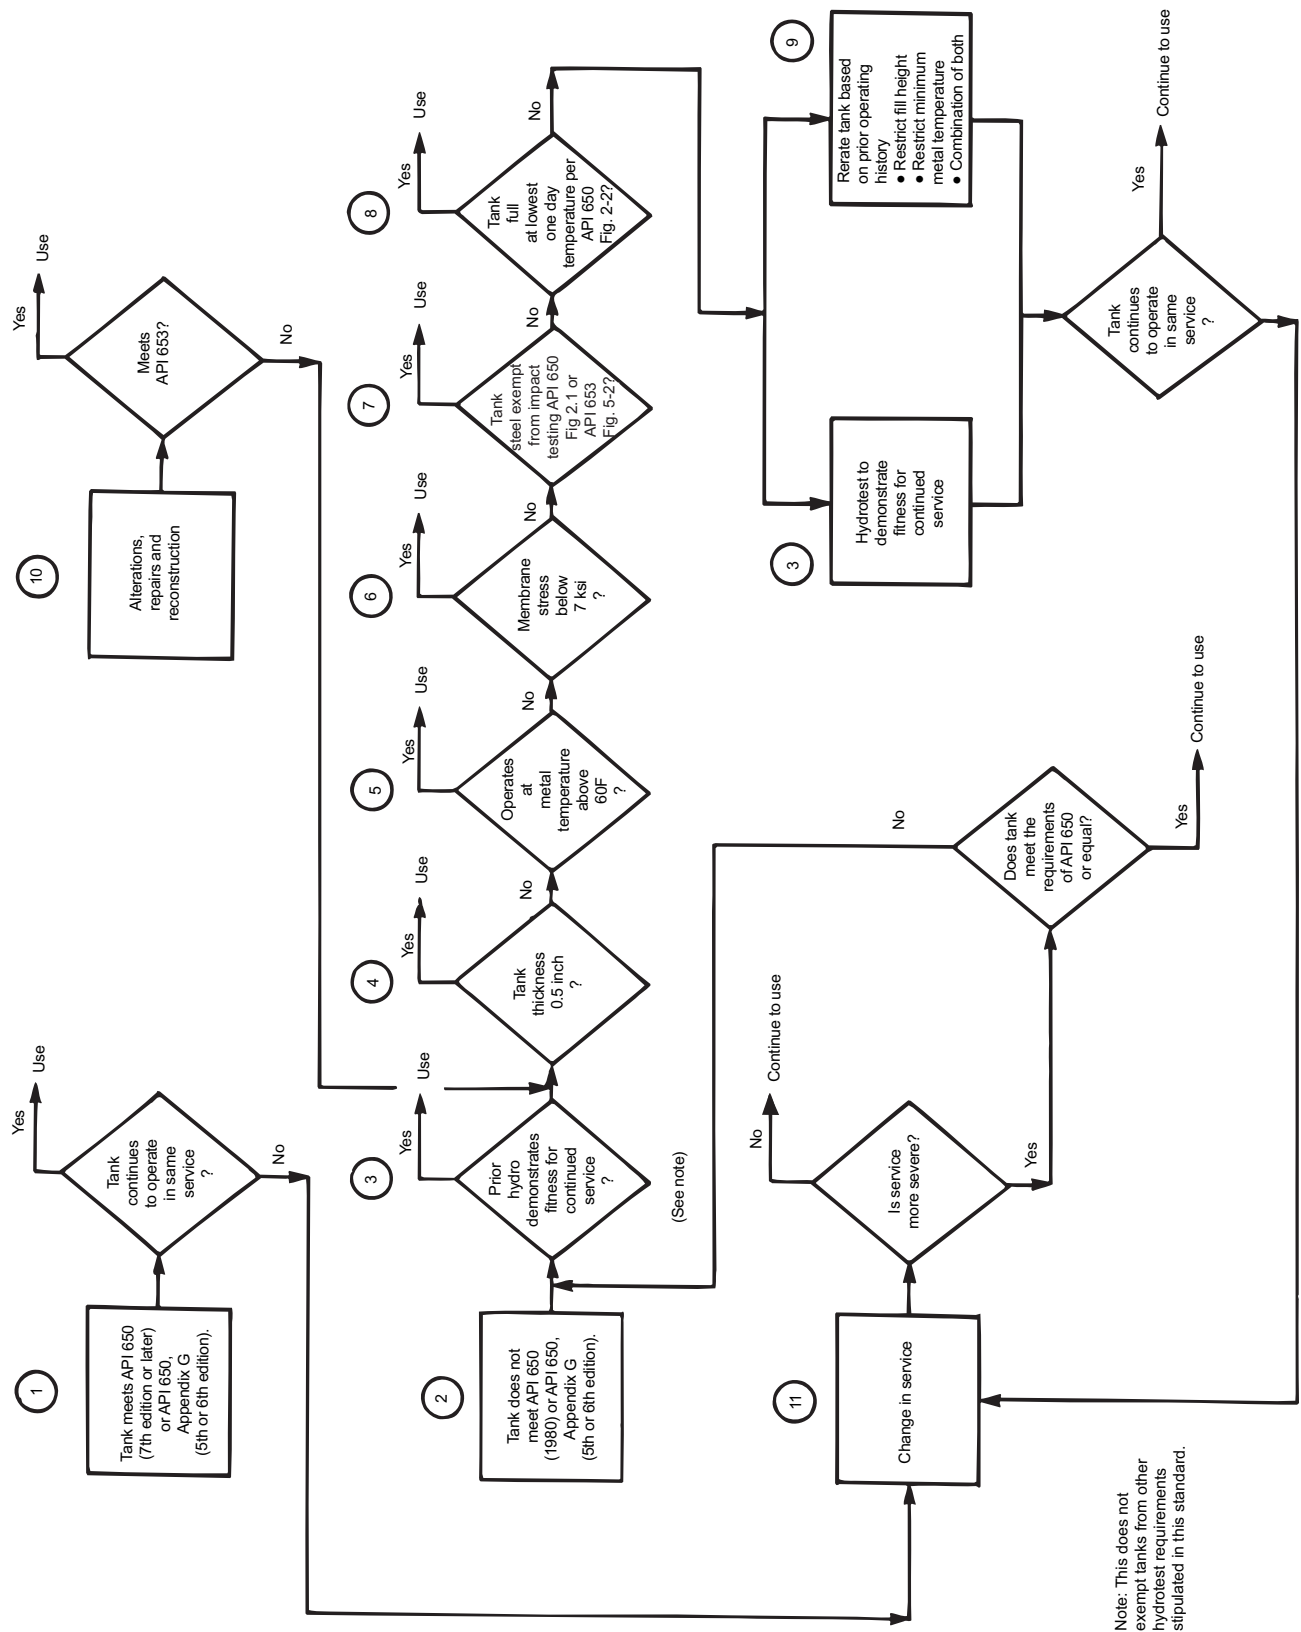 1
Tank meets API 650
(7th edition or later)
or API 650,
Appendix G
(5th or 6th edition).
Tank
continues
to operate
in same
service
?
Yes
Use
No
10
Alterations,
repairs and
reconstruction
Meets
API 653?
Yes
Use
No
2
Tank does not
meet API 650
(1980) or API 650,
Appendix G
(5th or 6th edition).
3
Prior
hydro
demonstrates
fitness for
continued
service
?
Yes
Use
(See note)
4
Tank
thickness
0.5 inch
?
Yes
Use
No
5
Operates
at
metal
temperature
above
60F
?
Yes
Use
No
6
Membrane
stress
below
7 ksi
?
Yes
Use
No
7
Tank
steel exempt
from impact
testing API 650
Fig 2.1 or
API 653
Fig. 5-2?
Yes
Use
No
8
Tank
full
at lowest
one day
temperature per
API 650
Fig. 2-2?
Yes
Use
No
11
Change in service
Is service
more severe?
No
Continue to use
Yes
Does tank
meet the
requirements
of API 650
or equal?
No
Yes
Continue to use
3
Hydrotest to
demonstrate
fitness for
continued
service
9
Rerate tank based
on prior operating
history
• Restrict fill height
• Restrict minimum
metal temperature
• Combination of both
Tank
continues
to operate
in same
service
?
Yes
Continue to use
Note: This does not
exempt tanks from other
hydrotest requirements
stipulated in this standard.